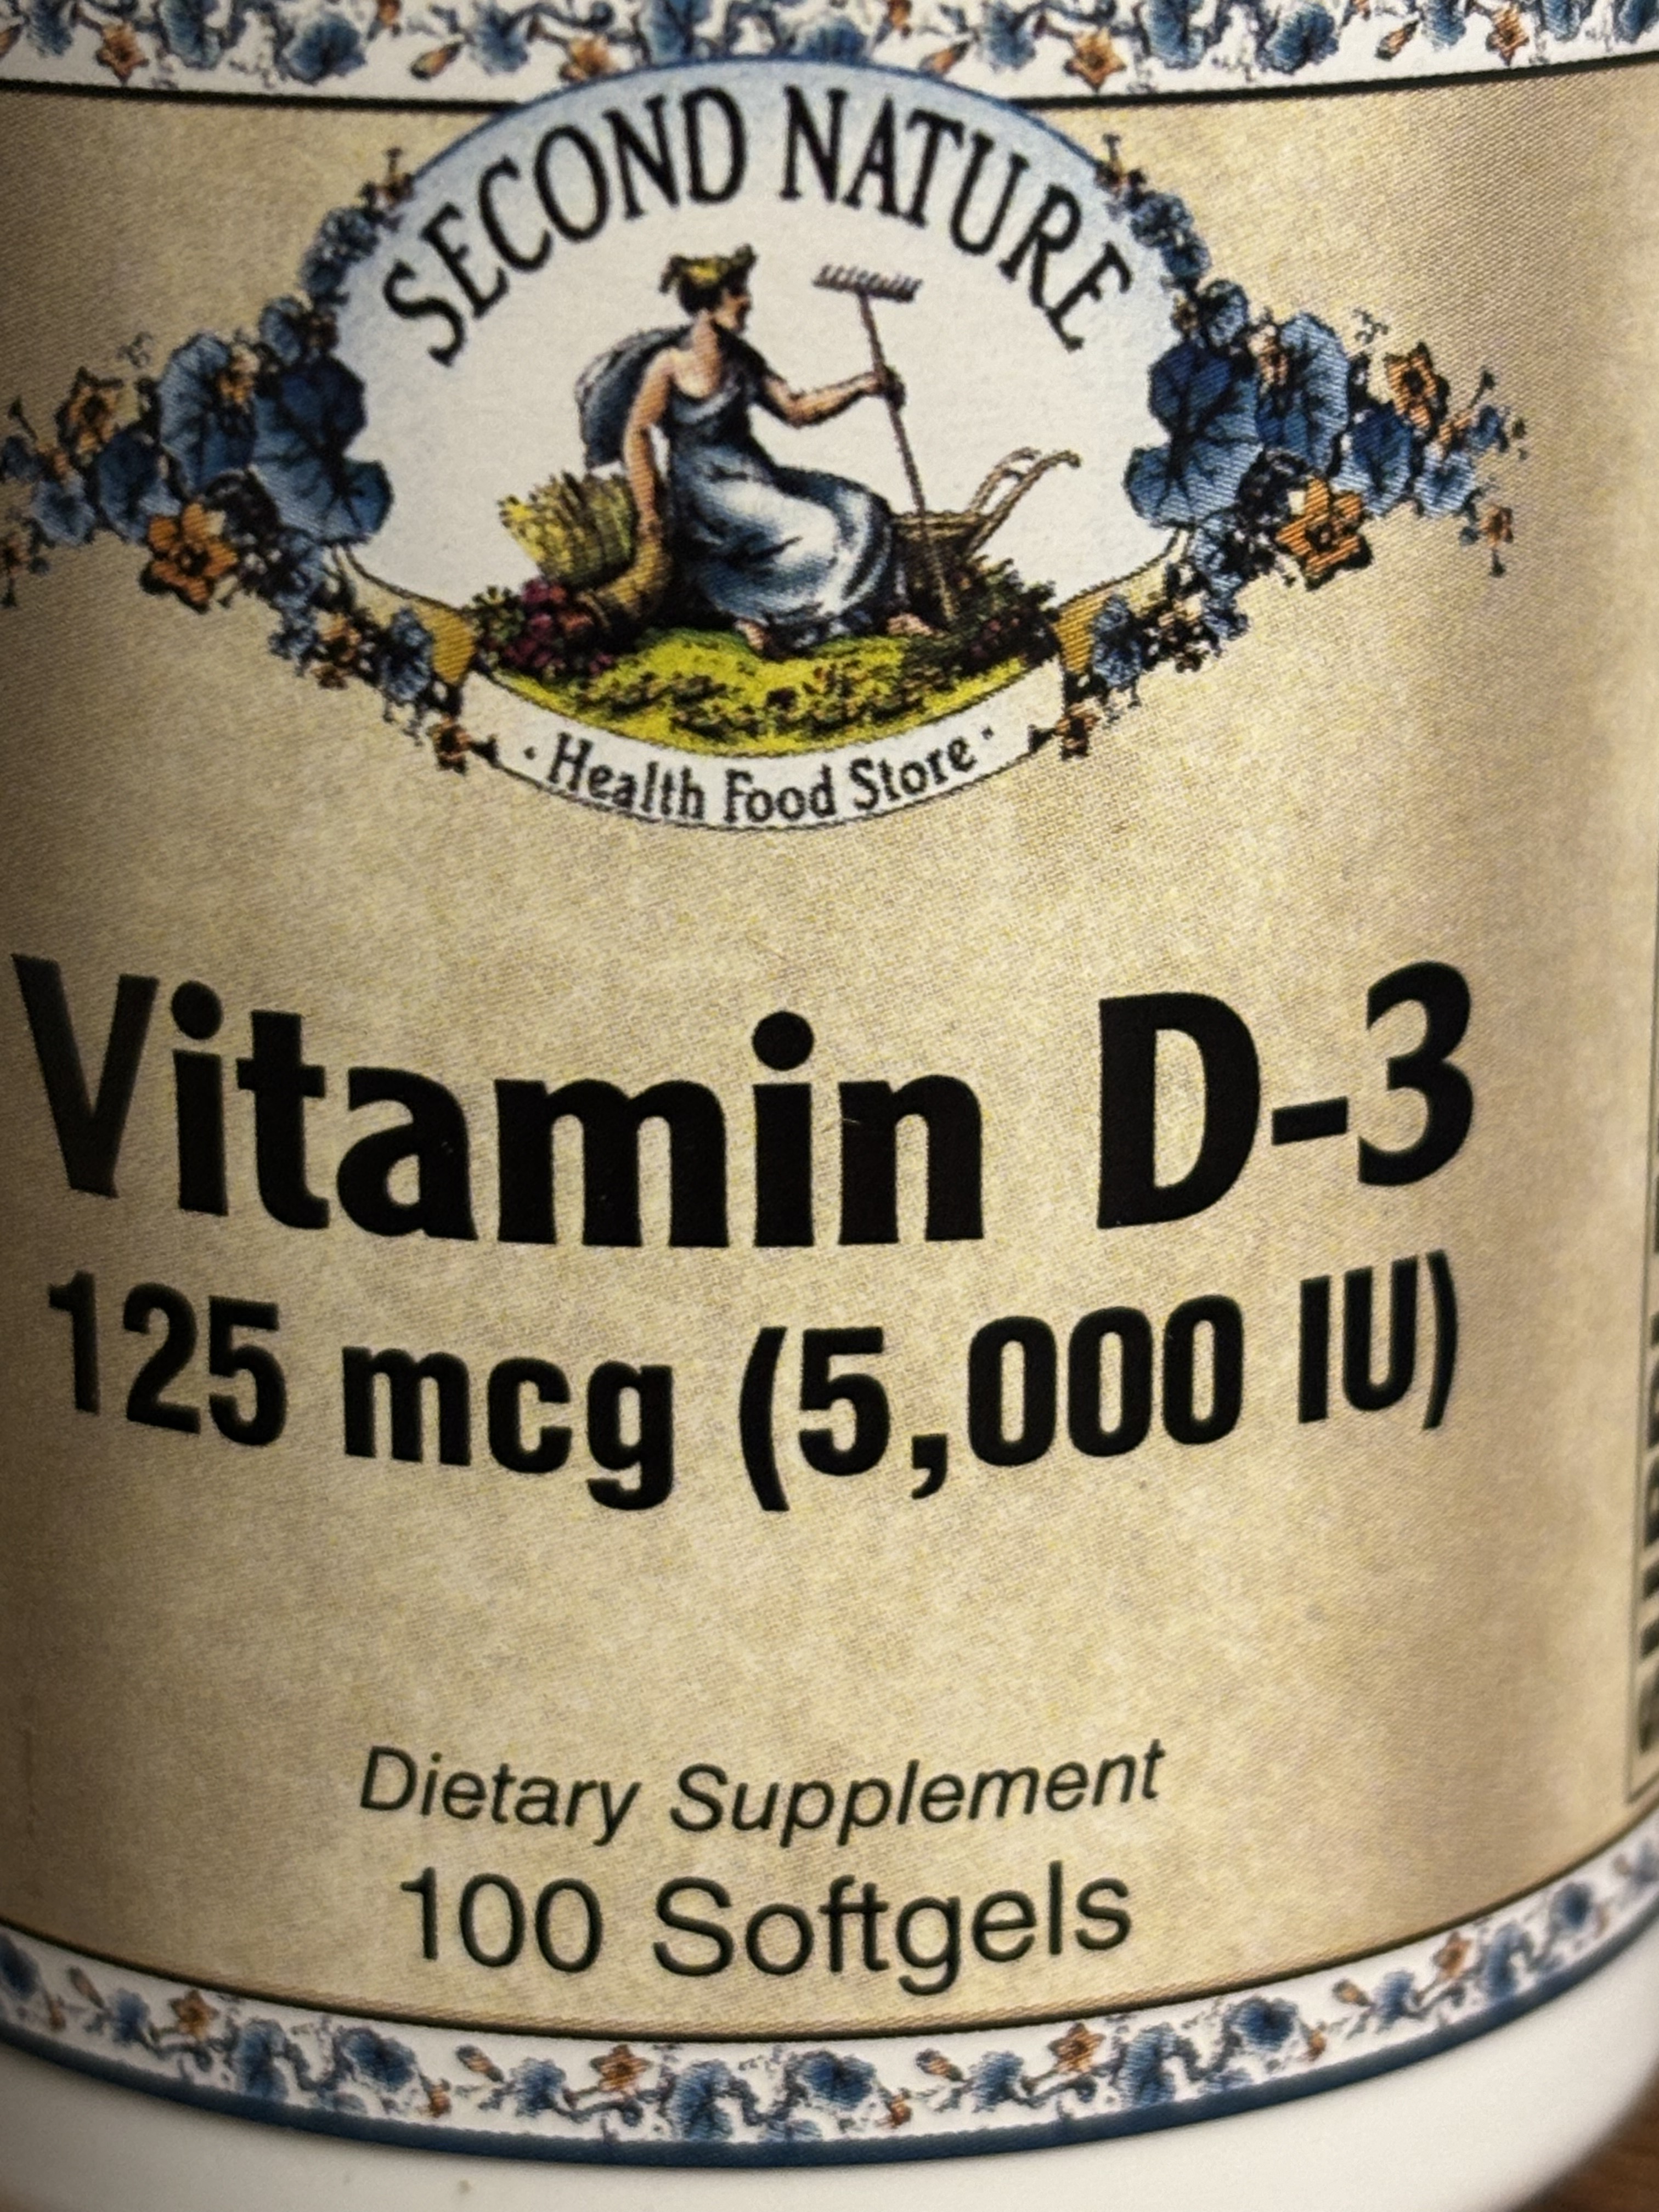 SECOND NATURE
· Health Food Store ·
Vitamin D-3
125 mcg (5,000 IU)
Dietary Supplement
100 Softgels